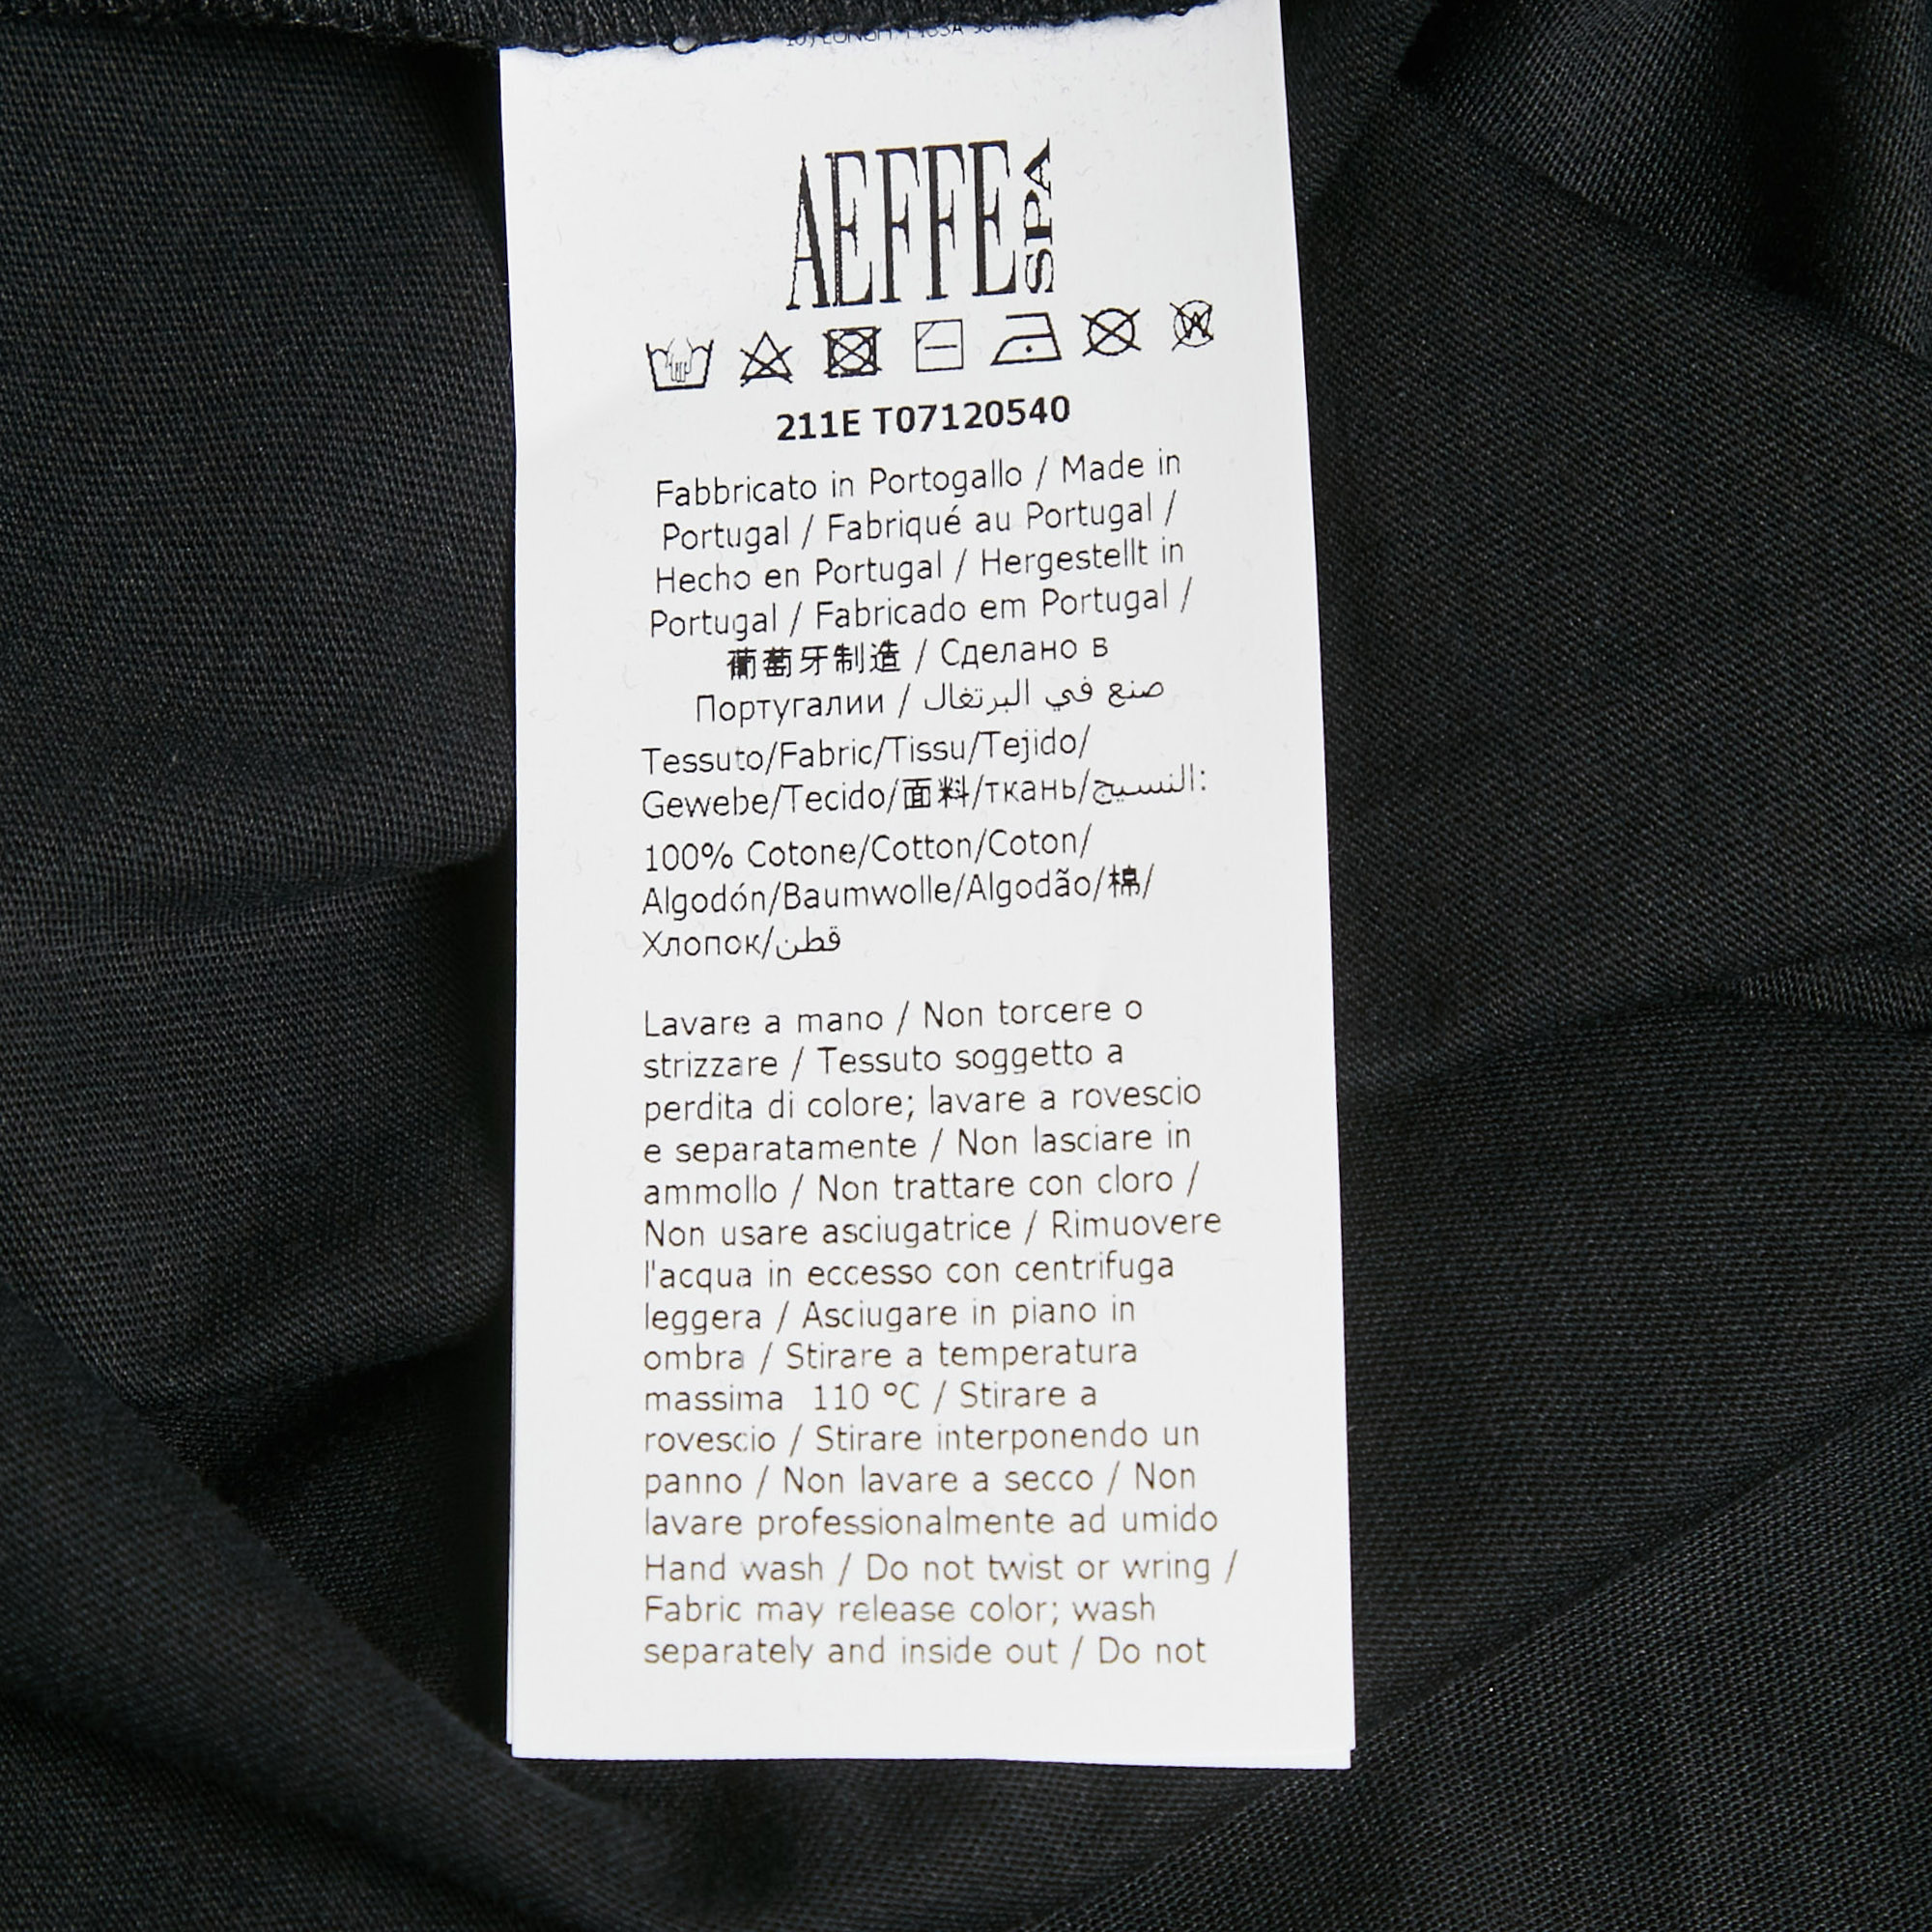 AEFFE SPA
211E T07120540
Fabbricato in Portogallo / Made in
Portugal / Fabriqué au Portugal /
Hecho en Portugal / Hergestellt in
Portugal / Fabricado em Portugal /
葡萄牙制造 / Сделано в
Португалии / صنع في البرتغال
Tessuto/Fabric/Tissu/Tejido/
Gewebe/Tecido/面料/ткань/النسيج:
100% Cotone/Cotton/Coton/
Algodón/Baumwolle/Algodão/棉/
Хлопок/قطن
Lavare a mano / Non torcere o
strizzare / Tessuto soggetto a
perdita di colore; lavare a rovescio
e separatamente / Non lasciare in
ammollo / Non trattare con cloro /
Non usare asciugatrice / Rimuovere
l'acqua in eccesso con centrifuga
leggera / Asciugare in piano in
ombra / Stirare a temperatura
massima 110 °C / Stirare a
rovescio / Stirare interponendo un
panno / Non lavare a secco / Non
lavare professionalmente ad umido
Hand wash / Do not twist or wring /
Fabric may release color; wash
separately and inside out / Do not